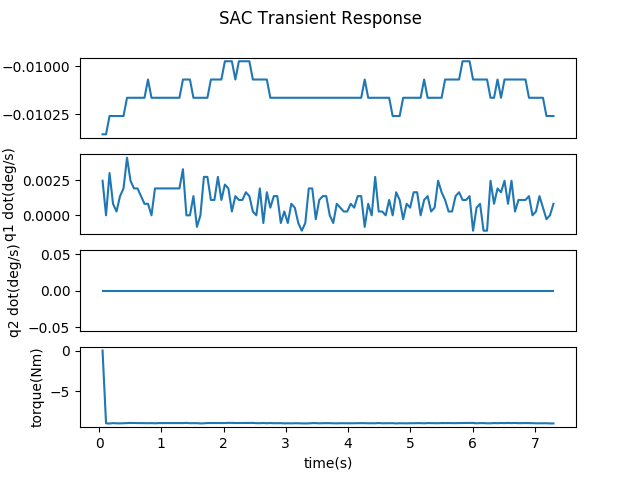 SAC Transient Response
−0.01000
−0.01025
q1 dot(deg/s)
0.0025
0.0000
q2 dot(deg/s)
0.05
0.00
−0.05
torque(Nm)
0
−5
0 1 2 3 4 5 6 7
time(s)